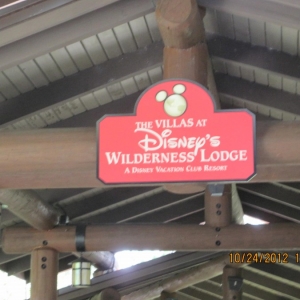 THE VILLAS AT
Disney's
WILDERNESS LODGE
A DISNEY VACATION CLUB RESORT
10/24/2012